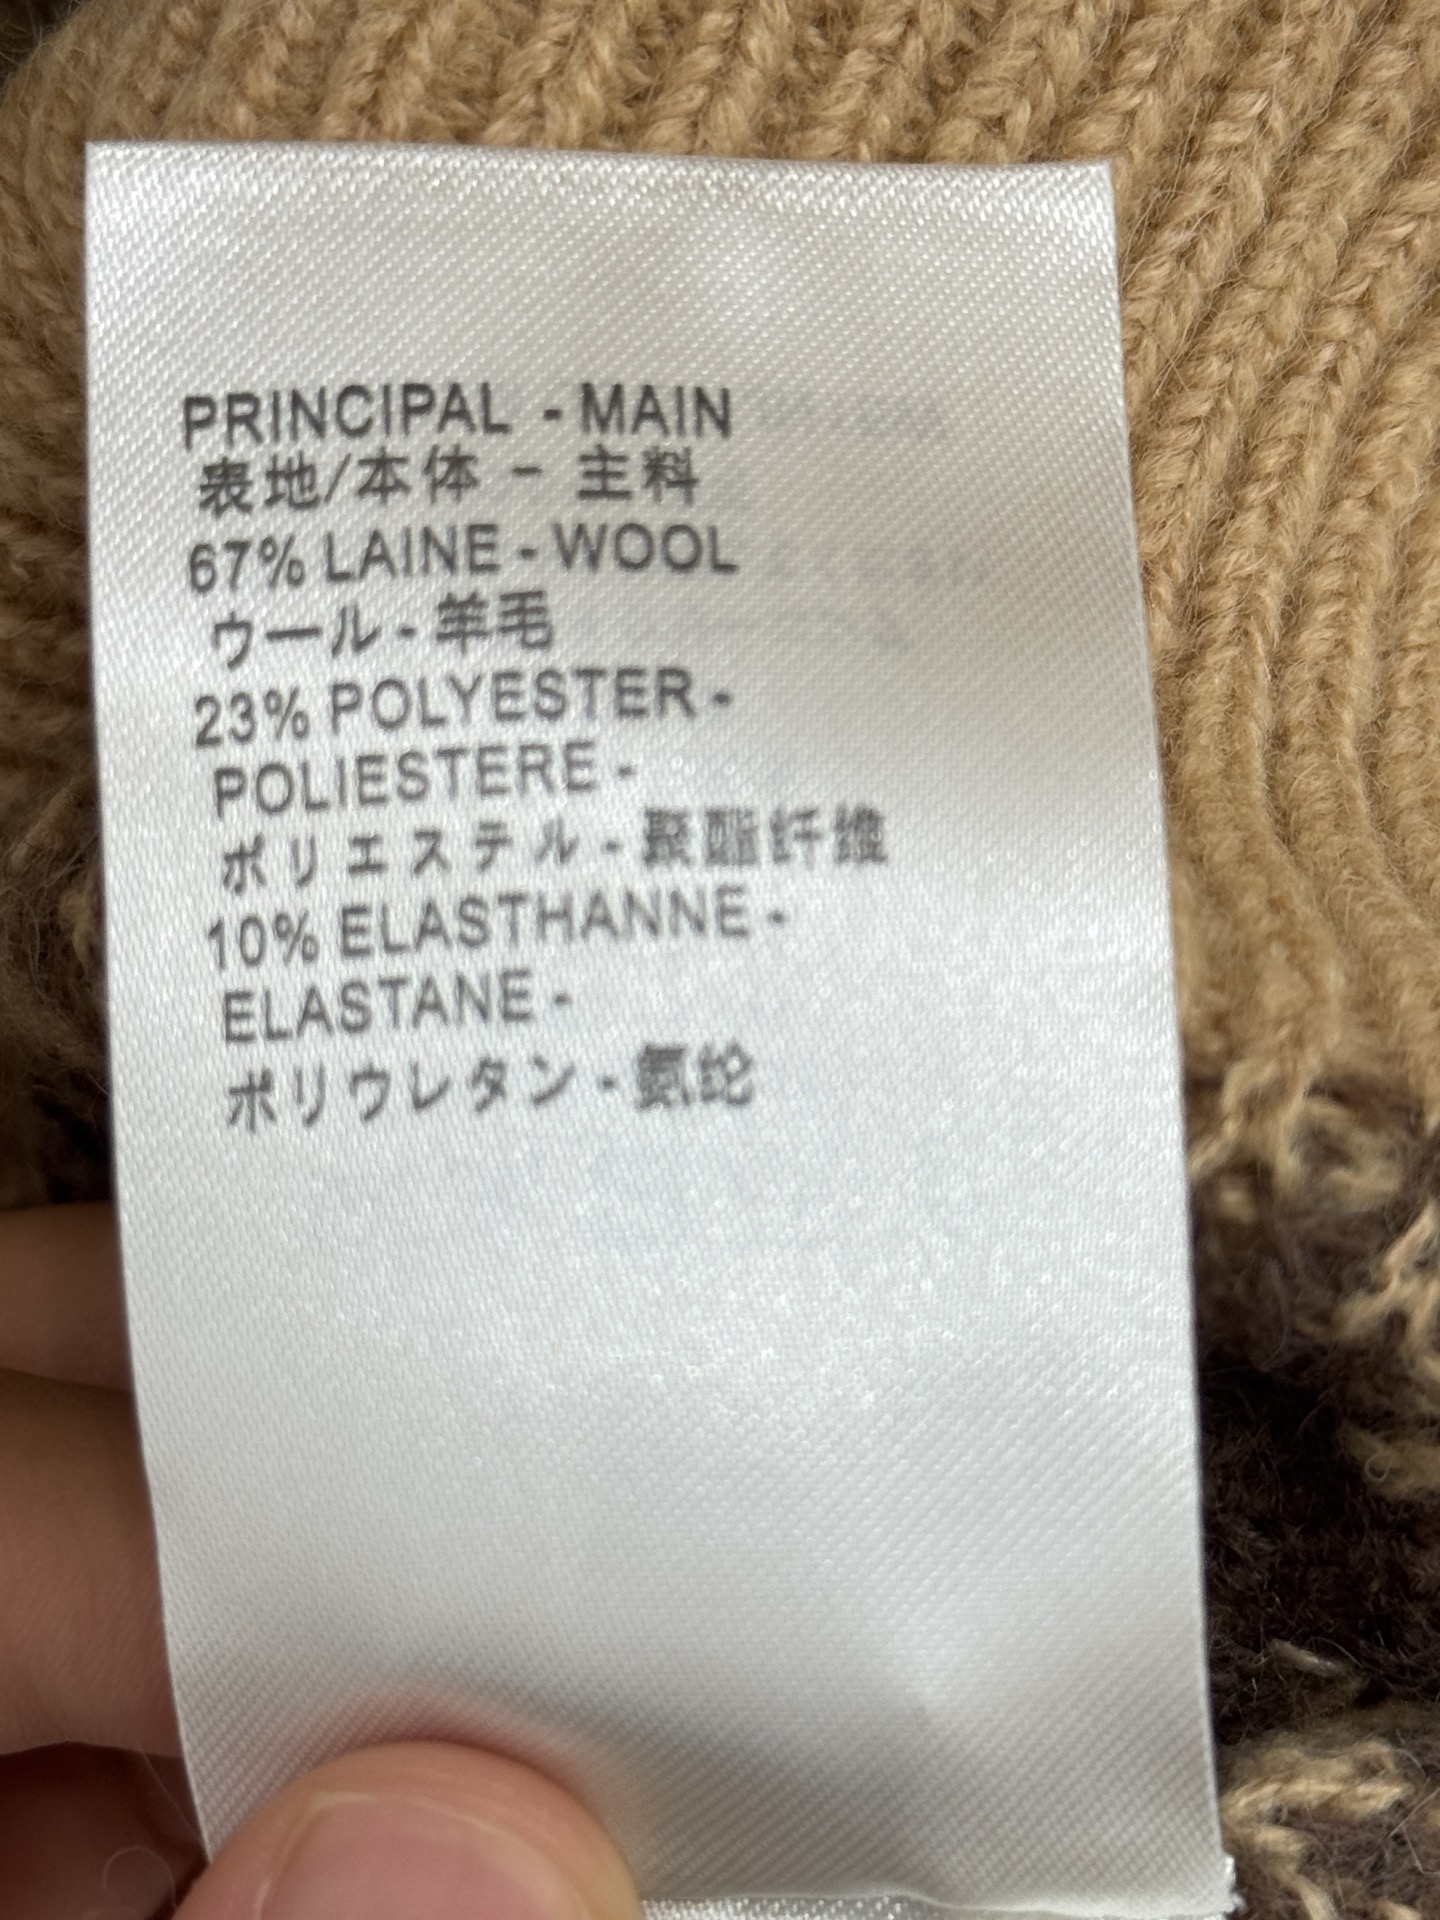 PRINCIPAL - MAIN
表地/本体 - 主料
67% LAINE - WOOL
ウール - 羊毛
23% POLYESTER -
POLIESTERE -
ポリエステル - 聚酯纤维
10% ELASTHANNE -
ELASTANE -
ポリウレタン - 氨纶